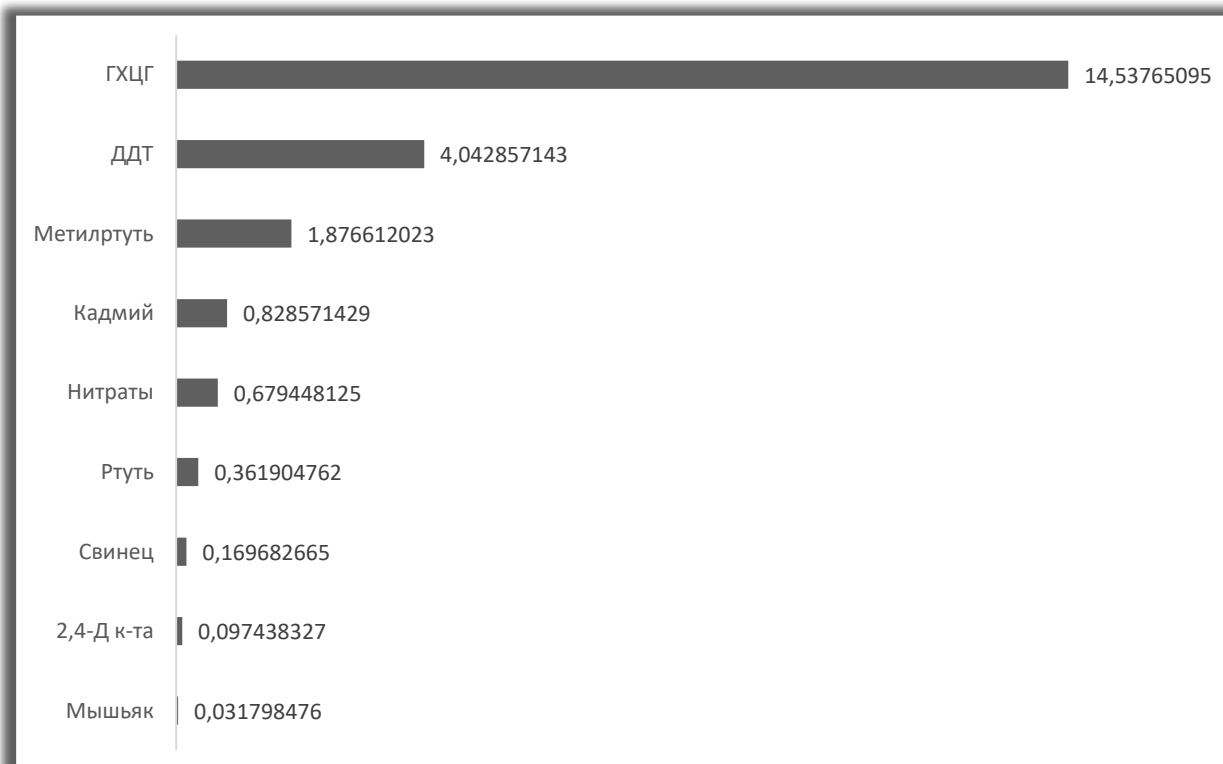 ГХЦГ 14,53765095
ДДТ 4,042857143
Метилртуть 1,876612023
Кадмий 0,828571429
Нитраты 0,679448125
Ртуть 0,361904762
Свинец 0,169682665
2,4-Д к-та 0,097438327
Мышьяк 0,031798476